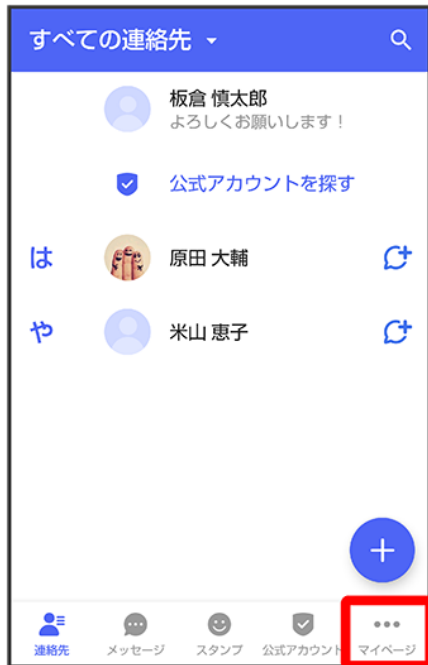 すべての連絡先
板倉 慎太郎
よろしくお願いします！
公式アカウントを探す
は
原田 大輔
や
米山 恵子
連絡先
メッセージ
スタンプ
公式アカウント
マイページ